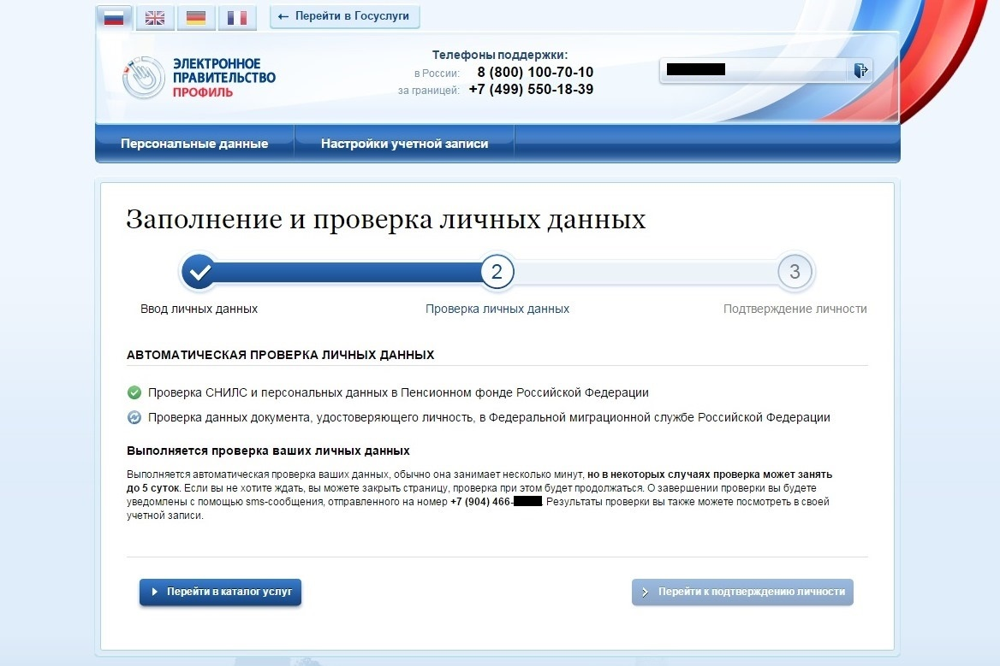 ← Перейти в Госуслуги
ЭЛЕКТРОННОЕ
ПРАВИТЕЛЬСТВО
ПРОФИЛЬ
Телефоны поддержки:
в России: 8 (800) 100-70-10
за границей: +7 (499) 550-18-39
Персональные данные Настройки учетной записи
Заполнение и проверка личных данных
2 3
Ввод личных данных Проверка личных данных Подтверждение личности
АВТОМАТИЧЕСКАЯ ПРОВЕРКА ЛИЧНЫХ ДАННЫХ
Проверка СНИЛС и персональных данных в Пенсионном фонде Российской Федерации
Проверка данных документа, удостоверяющего личность, в Федеральной миграционной службе Российской Федерации
Выполняется проверка ваших личных данных
Выполняется автоматическая проверка ваших данных, обычно она занимает несколько минут, но в некоторых случаях проверка может занять
до 5 суток. Если вы не хотите ждать, вы можете закрыть страницу, проверка при этом будет продолжаться. О завершении проверки вы будете
уведомлены с помощью sms-сообщения, отправленного на номер +7 (904) 466- . Результаты проверки вы также можете посмотреть в своей
учетной записи.
Перейти в каталог услуг Перейти к подтверждению личности